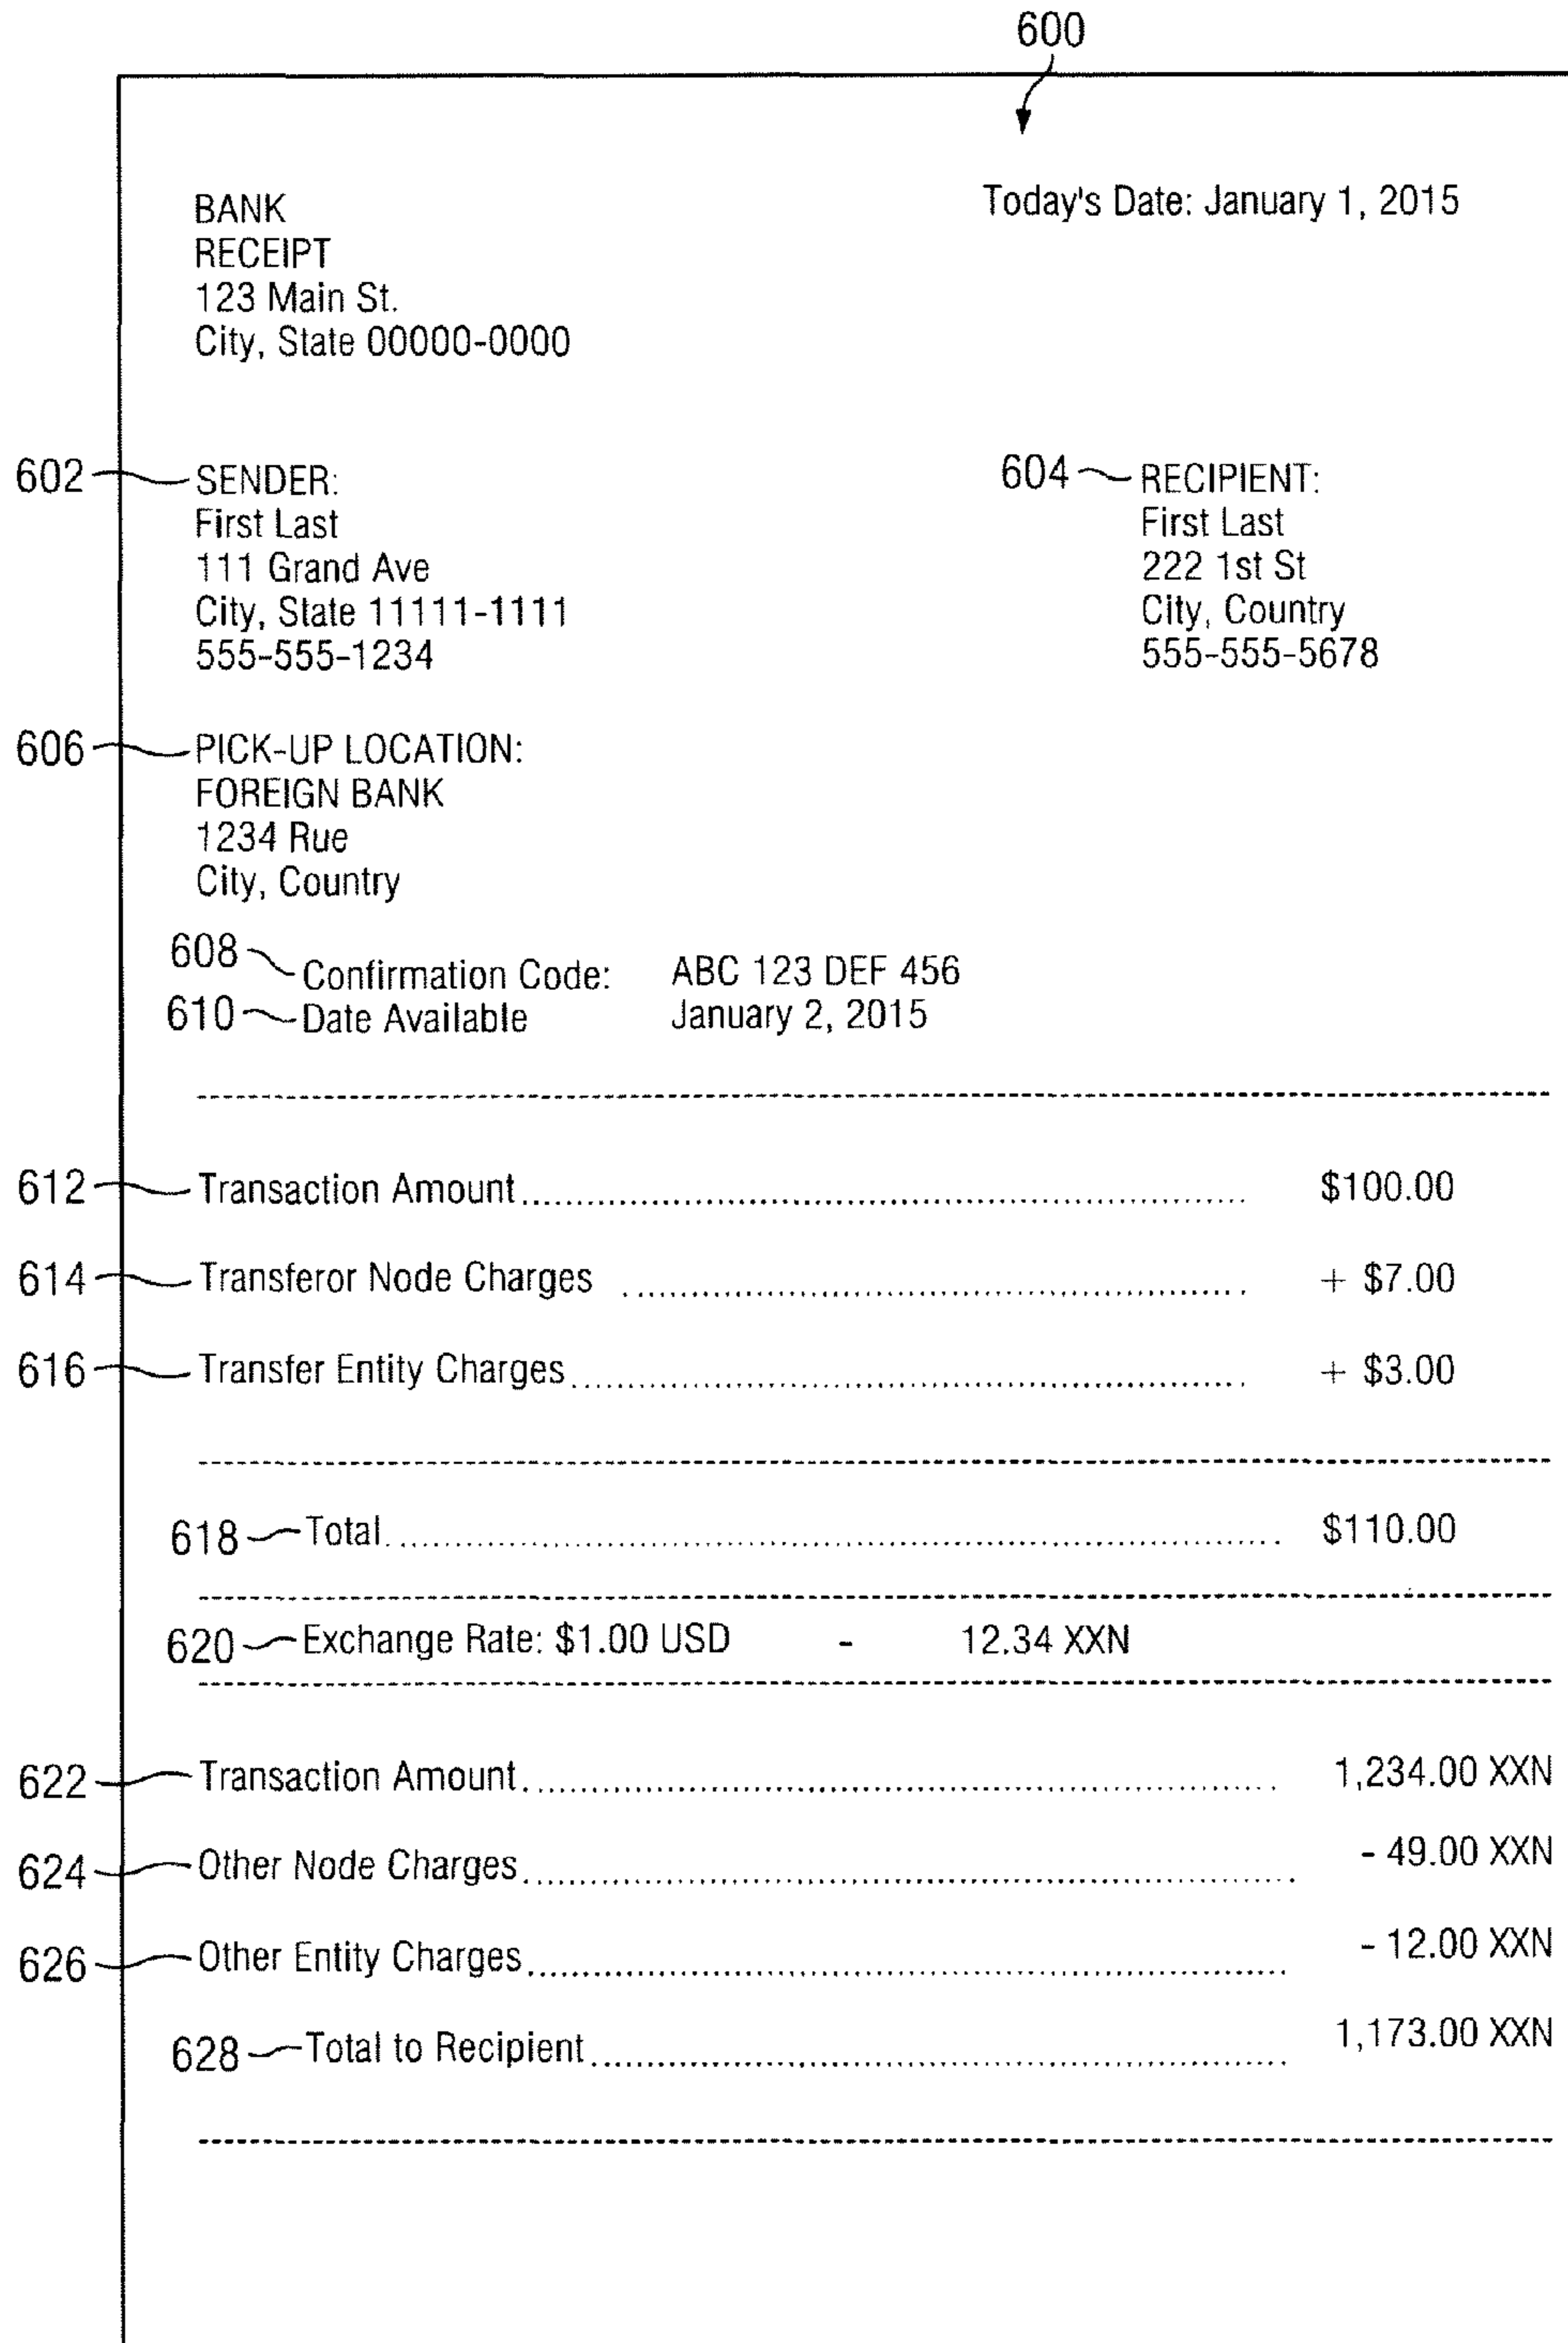 600
BANK
RECEIPT
123 Main St.
City, State 00000-0000
Today's Date: January 1, 2015
602 SENDER:
First Last
111 Grand Ave
City, State 11111-1111
555-555-1234
604 RECIPIENT:
First Last
222 1st St
City, Country
555-555-5678
606 PICK-UP LOCATION:
FOREIGN BANK
1234 Rue
City, Country
608 Confirmation Code: ABC 123 DEF 456
610 Date Available January 2, 2015
612 Transaction Amount $100.00
614 Transferor Node Charges + $7.00
616 Transfer Entity Charges + $3.00
618 Total $110.00
620 Exchange Rate: $1.00 USD - 12.34 XXN
622 Transaction Amount 1,234.00 XXN
624 Other Node Charges - 49.00 XXN
626 Other Entity Charges - 12.00 XXN
628 Total to Recipient 1,173.00 XXN